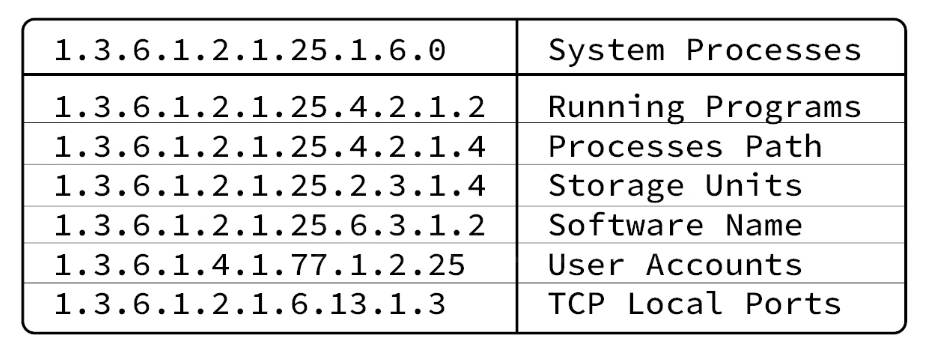 1.3.6.1.2.1.25.1.6.0 System Processes
1.3.6.1.2.1.25.4.2.1.2 Running Programs
1.3.6.1.2.1.25.4.2.1.4 Processes Path
1.3.6.1.2.1.25.2.3.1.4 Storage Units
1.3.6.1.2.1.25.6.3.1.2 Software Name
1.3.6.1.4.1.77.1.2.25 User Accounts
1.3.6.1.2.1.6.13.1.3 TCP Local Ports